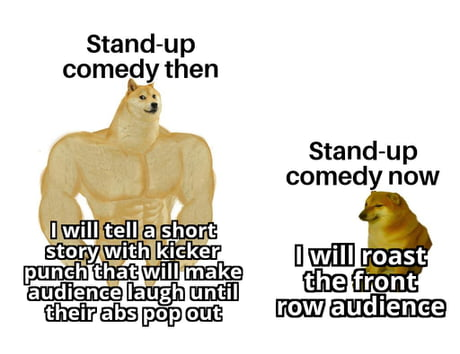 Stand-up
comedy then
I will tell a short
story with kicker
punch that will make
audience laugh until
their abs pop out
Stand-up
comedy now
I will roast
the front
row audience